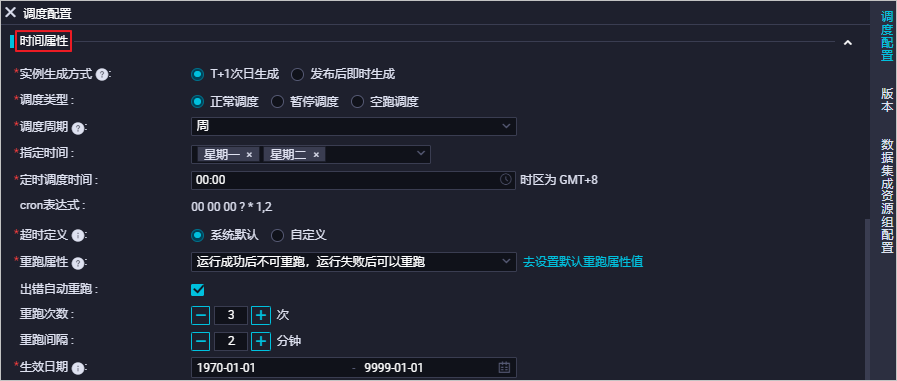 调度配置
时间属性
*实例生成方式 ?: T+1次日生成 发布后即时生成
*调度类型： 正常调度 暂停调度 空跑调度
*调度周期 ?: 周
*指定时间： 星期一 × 星期二 ×
*定时调度时间： 00:00 时区为 GMT+8
cron表达式： 00 00 00 ? * 1,2
*超时定义 i: 系统默认 自定义
*重跑属性 ?: 运行成功后不可重跑，运行失败后可以重跑 去设置默认重跑属性值
出错自动重跑：
重跑次数： 3 次
重跑间隔： 2 分钟
*生效日期 i: 1970-01-01 - 9999-01-01
调度配置
版本
数据集成资源组配置